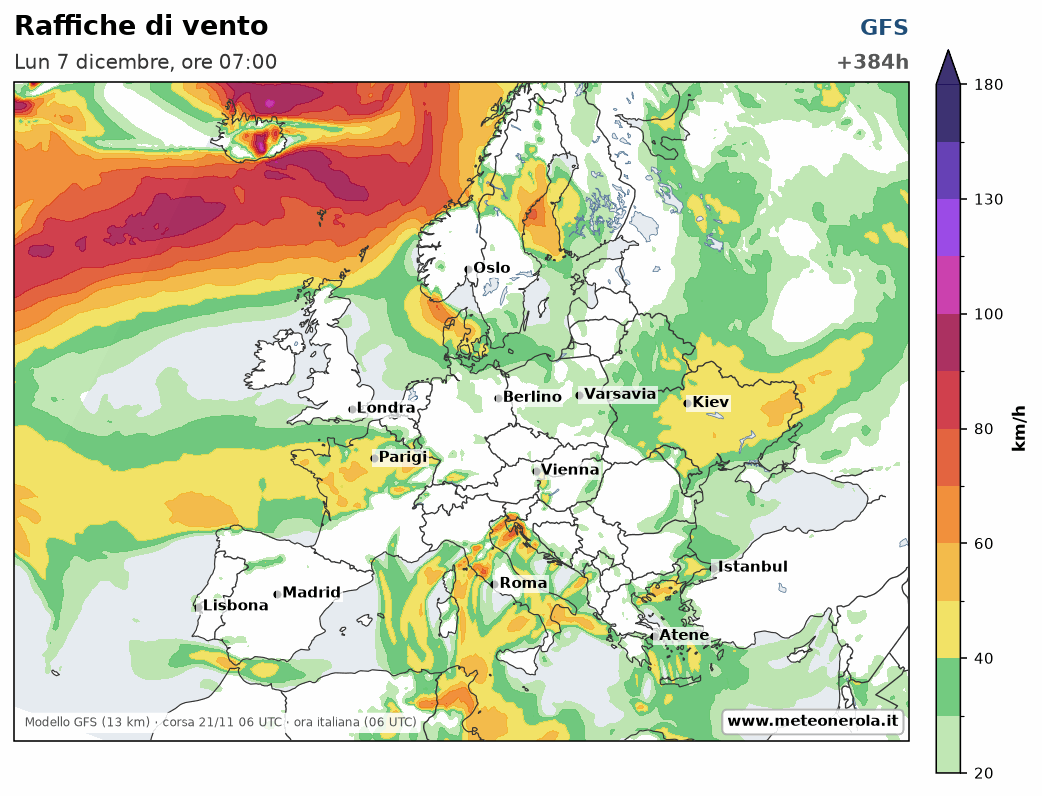 Raffiche di vento
GFS
Lun 7 dicembre, ore 07:00
+384h
180
130
100
80
60
40
20
km/h
Oslo
Londra
Berlino
Varsavia
Kiev
Parigi
Vienna
Istanbul
Roma
Madrid
Lisbona
Atene
Modello GFS (13 km) · corsa 21/11 06 UTC · ora italiana (06 UTC)
www.meteonerola.it